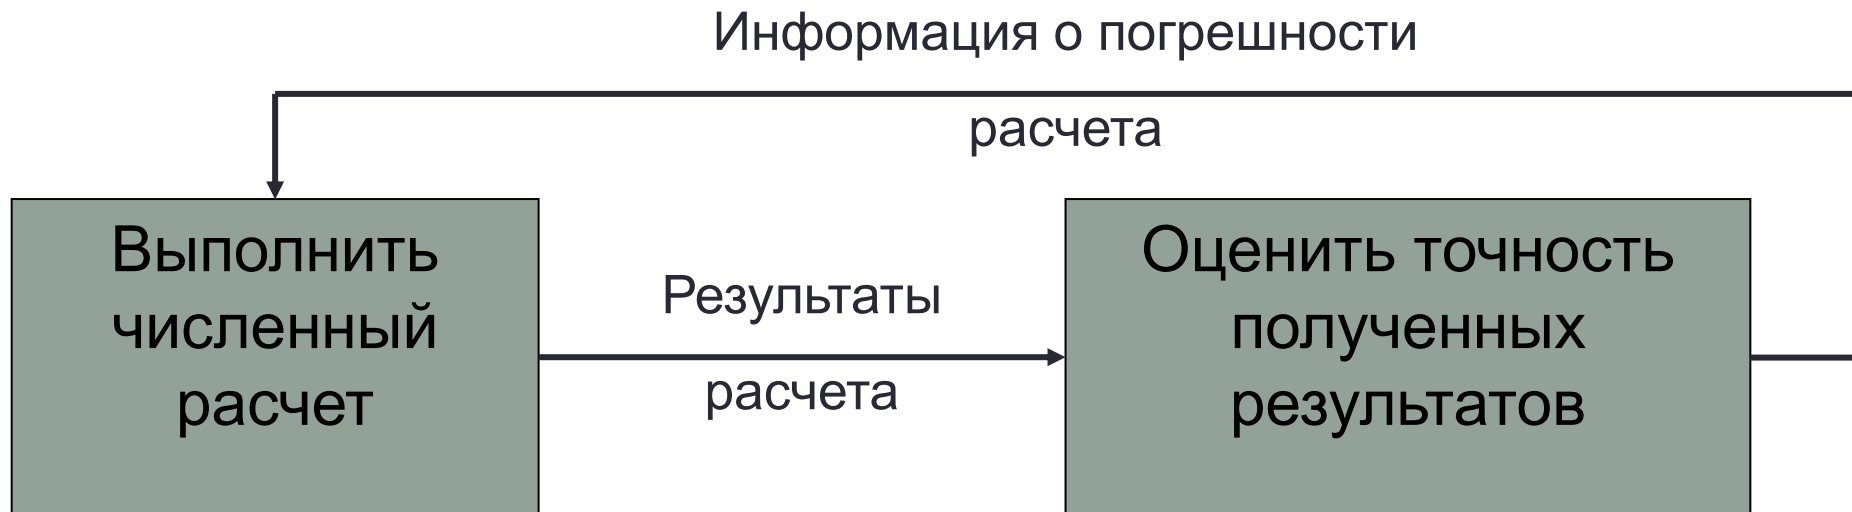 Информация о погрешности
расчета
Выполнить
численный
расчет
Результаты
расчета
Оценить точность
полученных
результатов